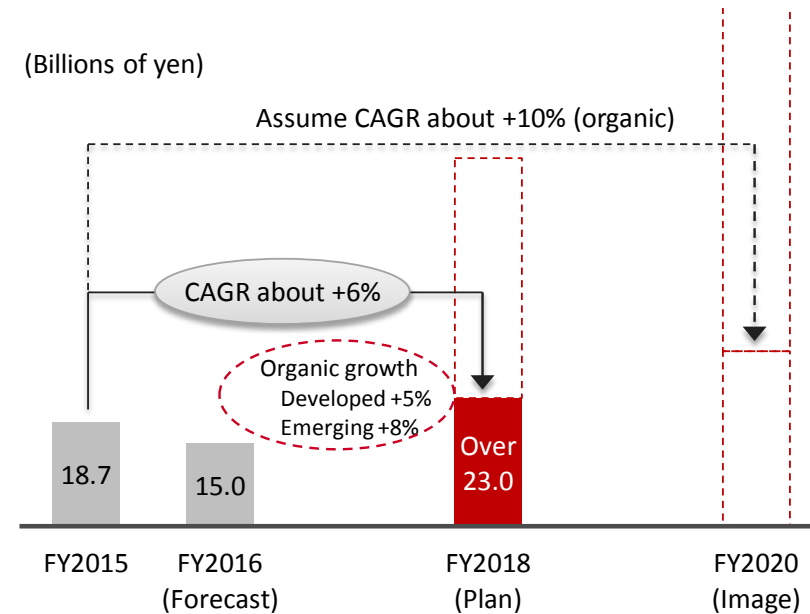 (Billions of yen)
Assume CAGR about +10% (organic)
CAGR about +6%
Organic growth
Developed +5%
Emerging +8%
18.7
15.0
Over
23.0
FY2015
FY2016
(Forecast)
FY2018
(Plan)
FY2020
(Image)